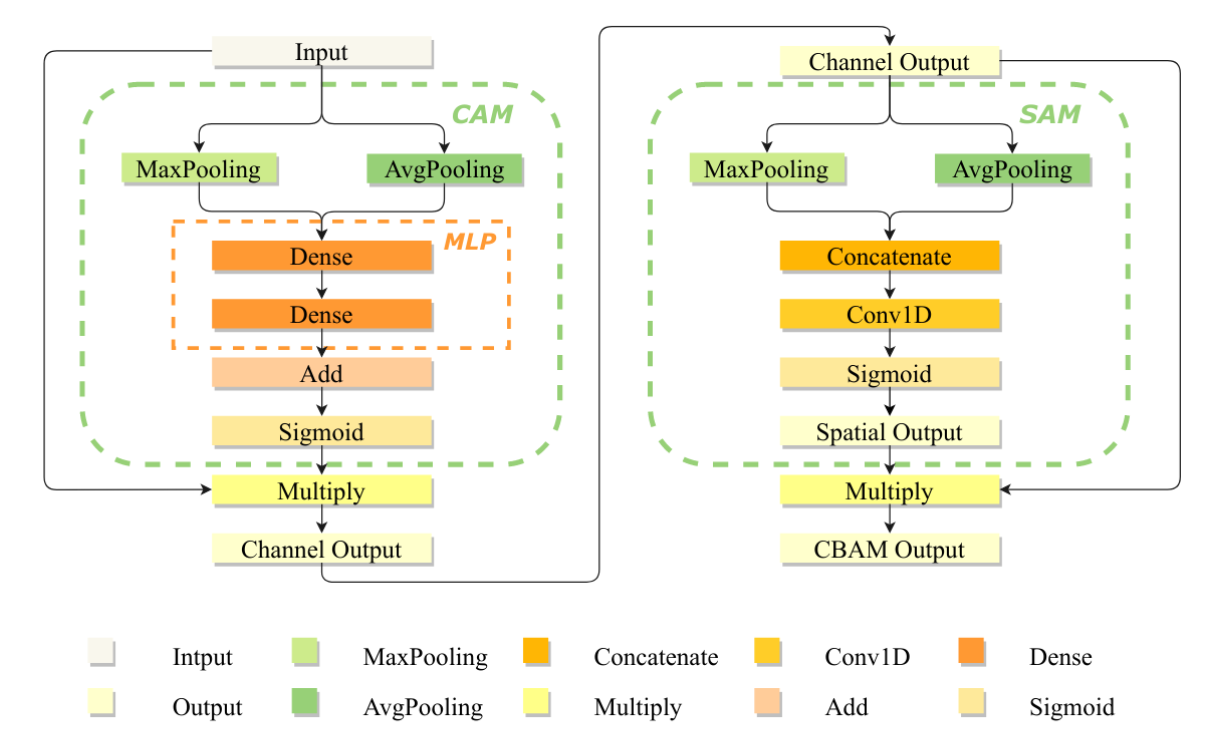 Input
CAM
MaxPooling
AvgPooling
MLP
Dense
Dense
Add
Sigmoid
Multiply
Channel Output
Channel Output
SAM
MaxPooling
AvgPooling
Concatenate
Conv1D
Sigmoid
Spatial Output
Multiply
CBAM Output
Intput
MaxPooling
Concatenate
Conv1D
Dense
Output
AvgPooling
Multiply
Add
Sigmoid